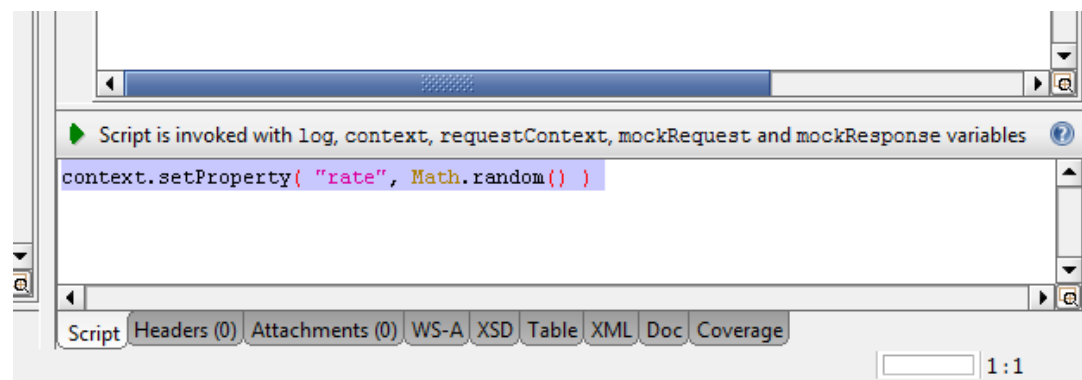 Script is invoked with log, context, requestContext, mockRequest and mockResponse variables
context.setProperty( "rate", Math.random() )
Script Headers (0) Attachments (0) WS-A XSD Table XML Doc Coverage
1:1